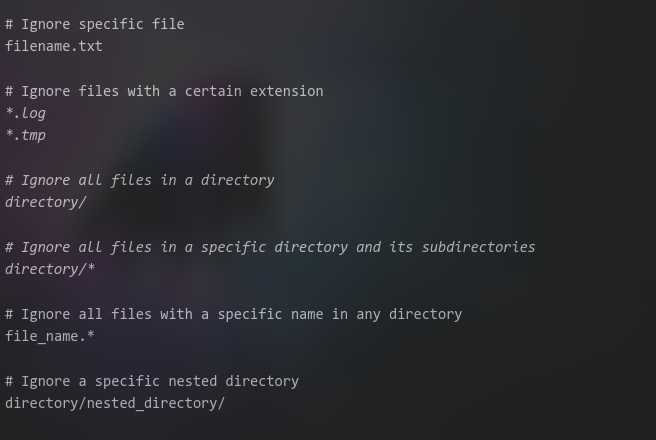 # Ignore specific file
filename.txt
# Ignore files with a certain extension
*.log
*.tmp
# Ignore all files in a directory
directory/
# Ignore all files in a specific directory and its subdirectories
directory/*
# Ignore all files with a specific name in any directory
file_name.*
# Ignore a specific nested directory
directory/nested_directory/